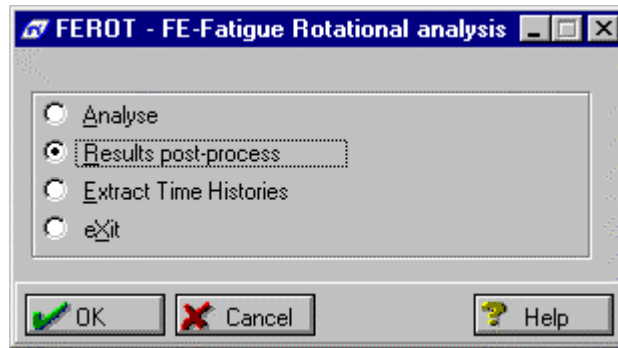 FEROT - FE-Fatigue Rotational analysis
Analyse
Results post-process
Extract Time Histories
eXit
OK Cancel Help